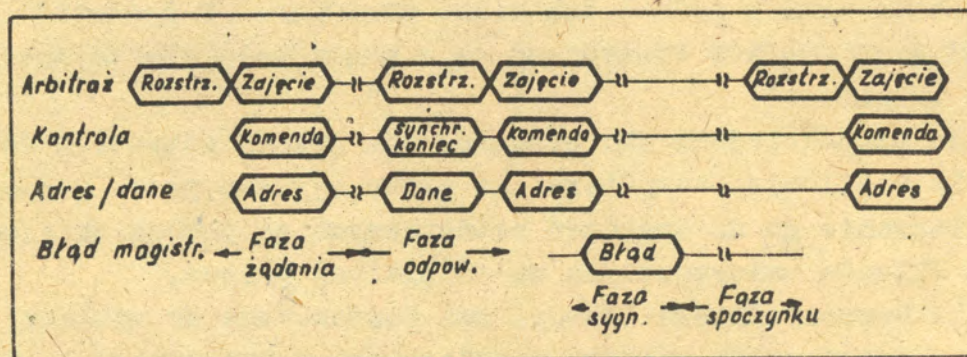 Arbitraż Rozstrz. Zajęcie Rozstrz. Zajęcie Rozstrz. Zajęcie
Kontrola Komenda synchr. koniec Komenda Komenda
Adres/dane Adres Dane Adres Adres
Błąd magistr. Faza żądania Faza odpow. Błąd
Faza sygn. Faza spoczynku